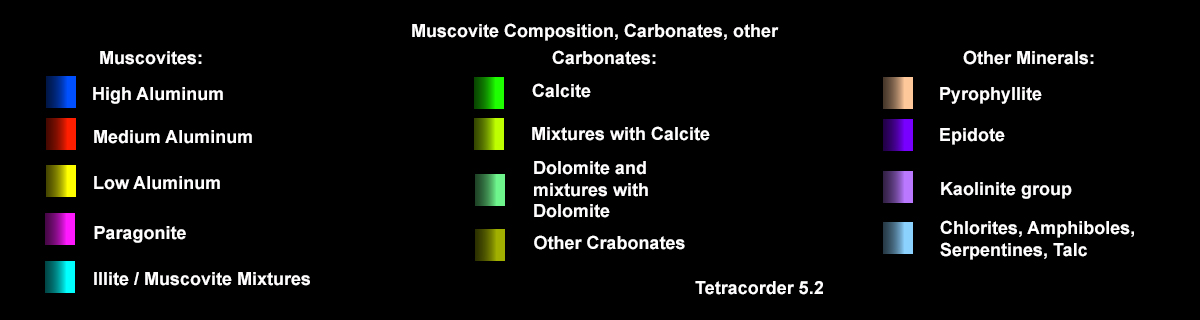 Muscovite Composition, Carbonates, other
Muscovites:
High Aluminum
Medium Aluminum
Low Aluminum
Paragonite
Illite / Muscovite Mixtures
Carbonates:
Calcite
Mixtures with Calcite
Dolomite and
mixtures with
Dolomite
Other Crabonates
Other Minerals:
Pyrophyllite
Epidote
Kaolinite group
Chlorites, Amphiboles,
Serpentines, Talc
Tetracorder 5.2